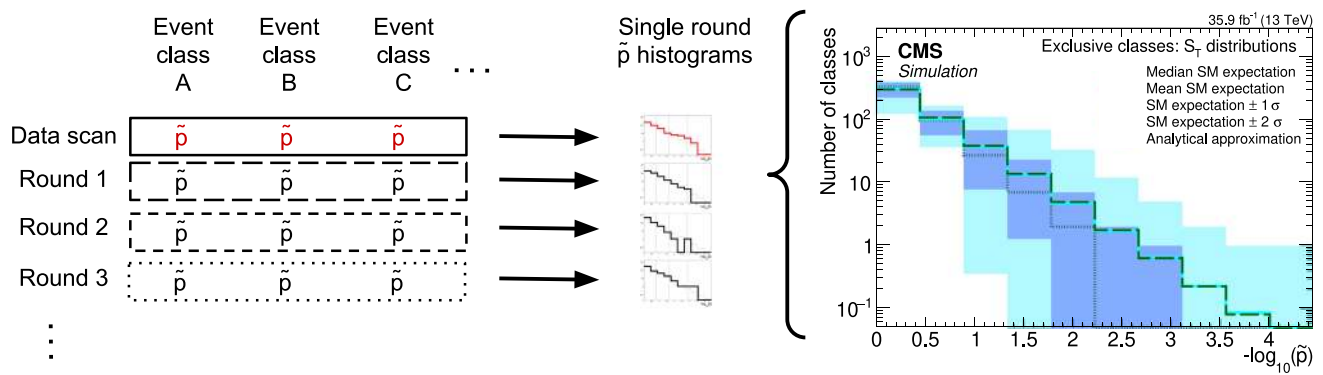 Event class A
Event class B
Event class C
...
Single round
p̃ histograms
Data scan p̃ p̃ p̃
Round 1 p̃ p̃ p̃
Round 2 p̃ p̃ p̃
Round 3 p̃ p̃ p̃
35.9 fb⁻¹ (13 TeV)
CMS
Simulation
Exclusive classes: S_T distributions
Median SM expectation
Mean SM expectation
SM expectation ± 1 σ
SM expectation ± 2 σ
Analytical approximation
Number of classes
10³
10²
10
1
10⁻¹
0 0.5 1 1.5 2 2.5 3 3.5 4
-log₁₀(p̃)